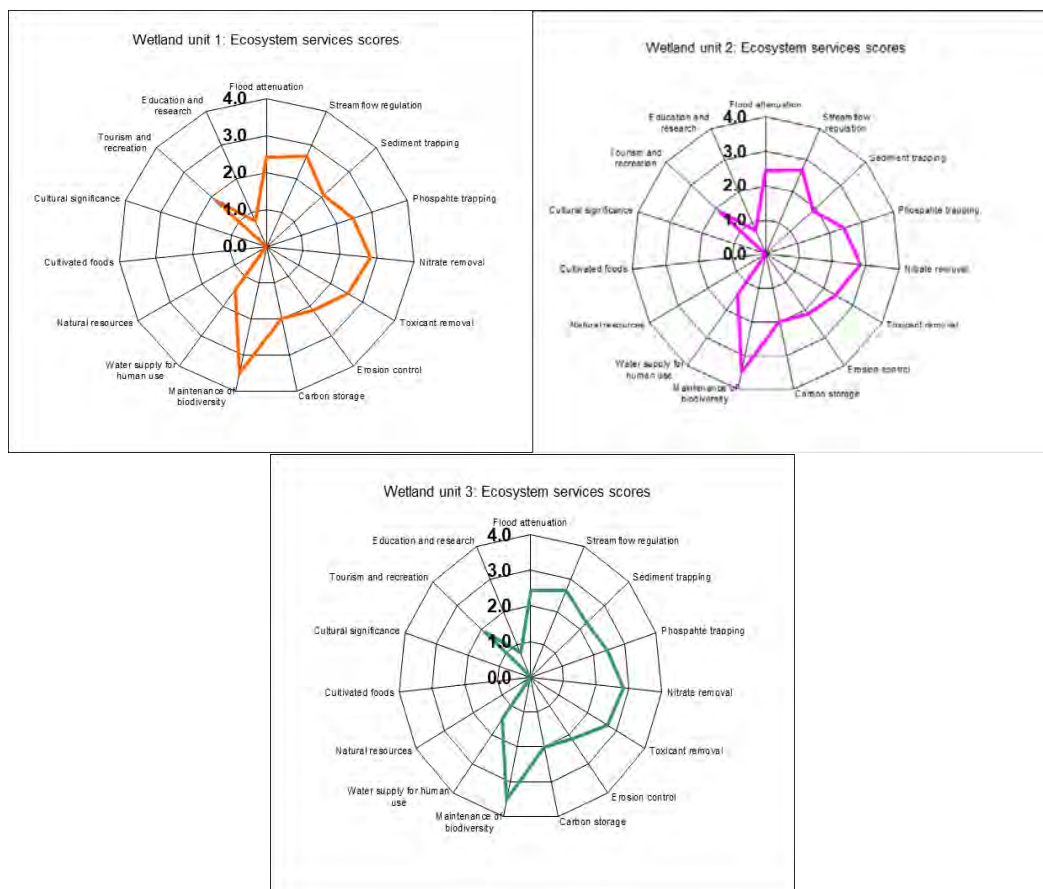 Wetland unit 1: Ecosystem services scores
Flood attenuation
4.0
3.0
2.0
1.0
0.0
Stream flow regulation
Sediment trapping
Phospahte trapping
Nitrate removal
Toxicant removal
Erosion control
Carbon storage
Maintenance of
biodiversity
Water supply for
human use
Natural resources
Cultivated foods
Cultural significance
Tourism and
recreation
Education and
research
Wetland unit 2: Ecosystem services scores
Flood attenuation
4.0
3.0
2.0
1.0
0.0
Stream flow
regulation
Sediment trapping
Phospahte trapping
Nitrate removal
Toxicant removal
Erosion control
Carbon storage
Maintenance of
biodiversity
Water supply for
human use
Natural resources
Cultivated foods
Cultural significance
Tourism and
recreation
Education and
research
Wetland unit 3: Ecosystem services scores
Flood attenuation
4.0
3.0
2.0
1.0
0.0
Stream flow regulation
Sediment trapping
Phospahte trapping
Nitrate removal
Toxicant removal
Erosion control
Carbon storage
Maintenance of
biodiversity
Water supply for human
use
Natural resources
Cultivated foods
Cultural significance
Tourism and recreation
Education and research